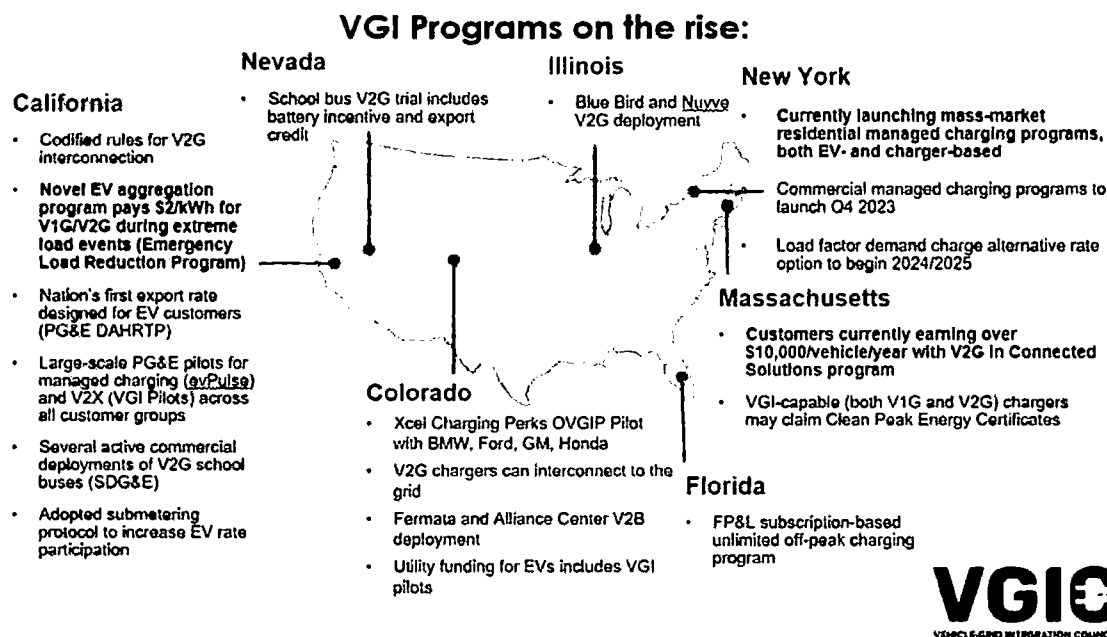 VGI Programs on the rise:
California
• Codified rules for V2G
interconnection
• Novel EV aggregation
program pays $2/kWh for
V1G/V2G during extreme
load events (Emergency
Load Reduction Program)
• Nation's first export rate
designed for EV customers
(PG&E DAHRTP)
• Large-scale PG&E pilots for
managed charging (evPulse)
and V2X (VGI Pilots) across
all customer groups
• Several active commercial
deployments of V2G school
buses (SDG&E)
• Adopted submetering
protocol to increase EV rate
participation
Nevada
• School bus V2G trial includes
battery incentive and export
credit
Colorado
• Xcel Charging Perks OVGIP Pilot
with BMW, Ford, GM, Honda
• V2G chargers can interconnect to the
grid
• Fermata and Alliance Center V2B
deployment
• Utility funding for EVs includes VGI
pilots
Illinois
• Blue Bird and Nuvve
V2G deployment
New York
• Currently launching mass-market
residential managed charging programs,
both EV- and charger-based
• Commercial managed charging programs to
launch Q4 2023
• Load factor demand charge alternative rate
option to begin 2024/2025
Massachusetts
• Customers currently earning over
$10,000/vehicle/year with V2G in Connected
Solutions program
• VGI-capable (both V1G and V2G) chargers
may claim Clean Peak Energy Certificates
Florida
• FP&L subscription-based
unlimited off-peak charging
program
VGIC
VEHICLE-GRID INTEGRATION COUNC